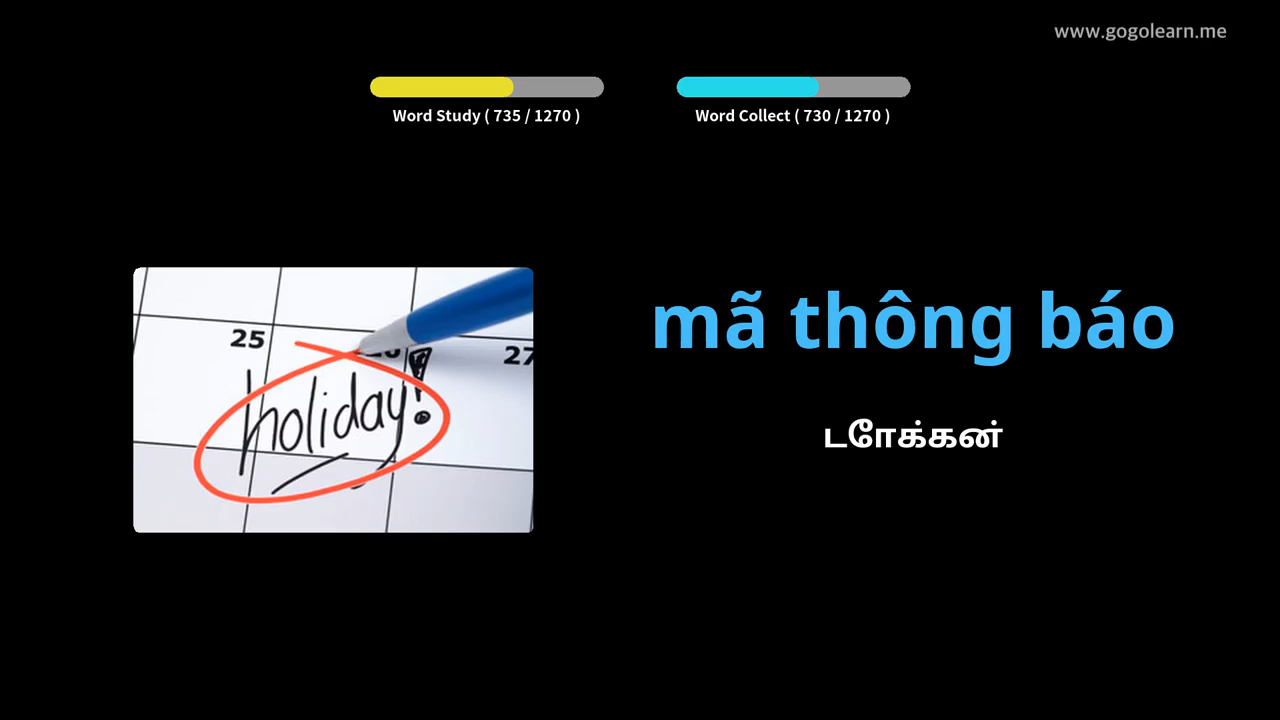 www.gogolearn.me
Word Study ( 735 / 1270 )
Word Collect ( 730 / 1270 )
25
27
holiday!
mã thông báo
டோக்கன்